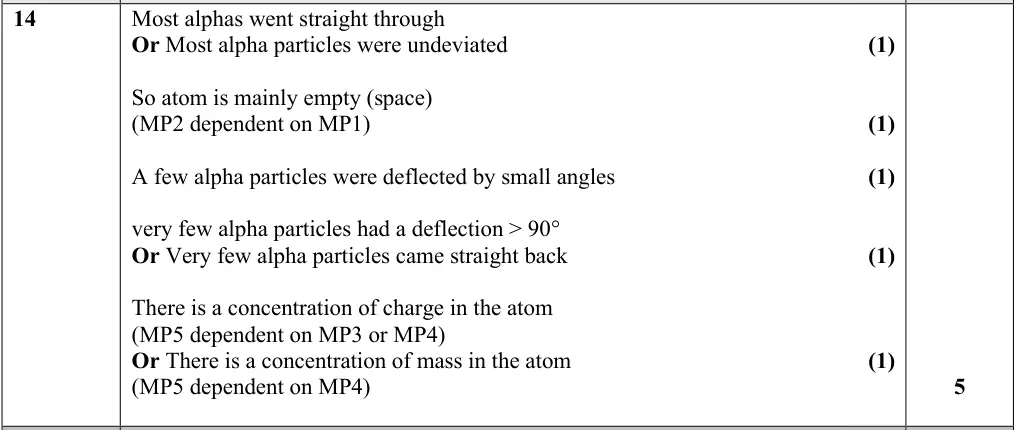 14
Most alphas went straight through
Or Most alpha particles were undeviated (1)
So atom is mainly empty (space)
(MP2 dependent on MP1) (1)
A few alpha particles were deflected by small angles (1)
very few alpha particles had a deflection > 90°
Or Very few alpha particles came straight back (1)
There is a concentration of charge in the atom
(MP5 dependent on MP3 or MP4)
Or There is a concentration of mass in the atom (1)
(MP5 dependent on MP4) 5